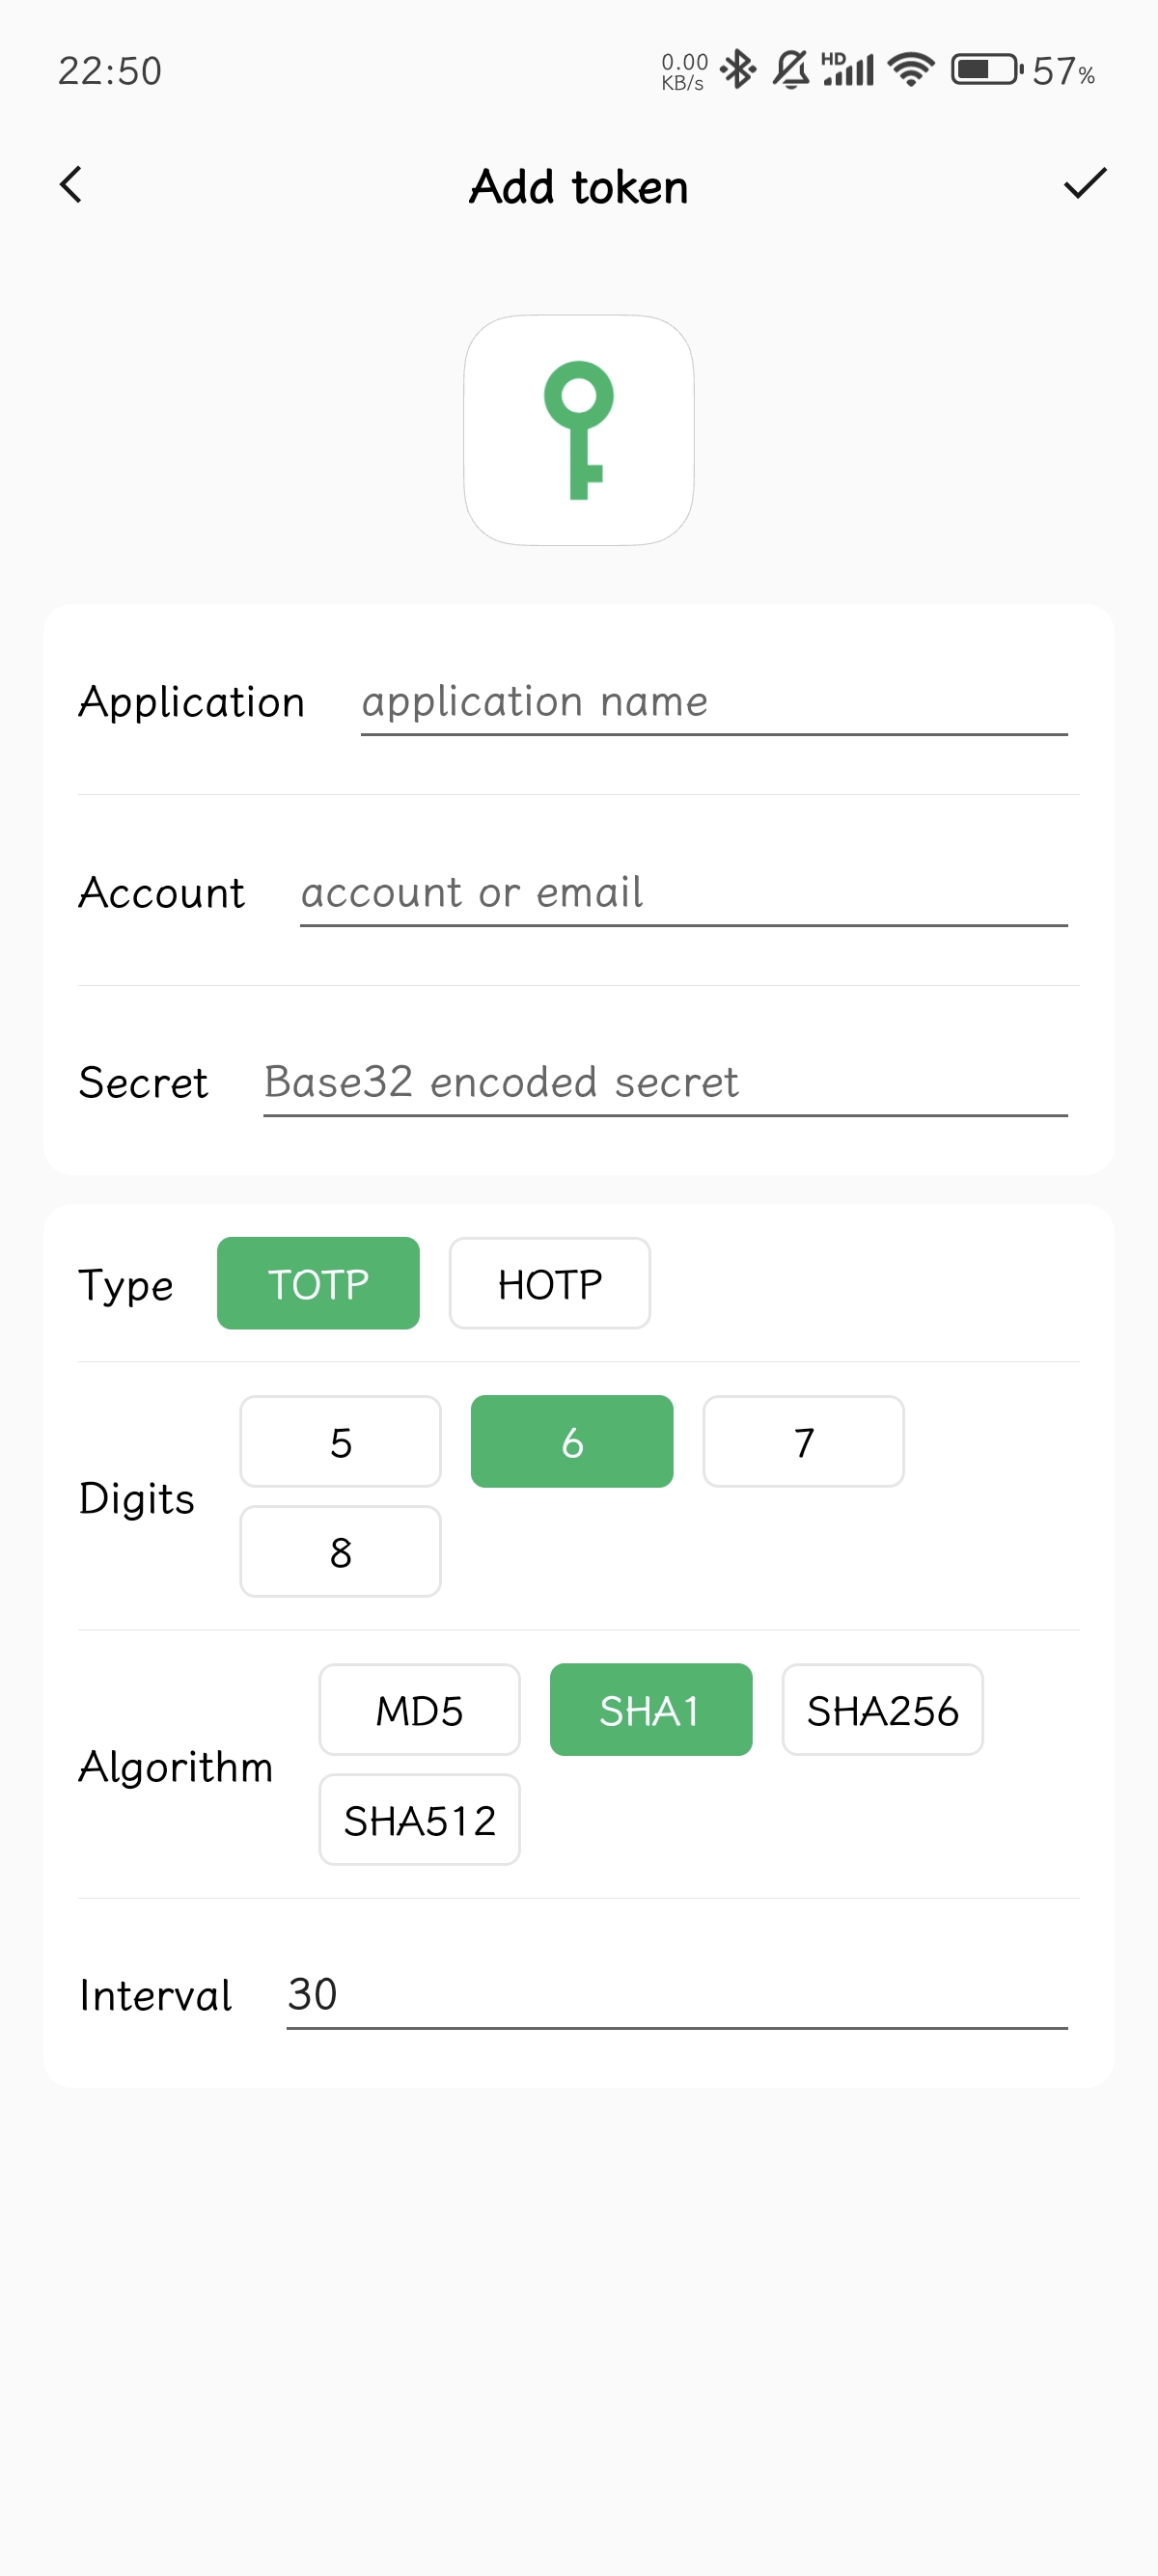 22:50
0.00
KB/s
HD
57%
Add token
Application application name
Account account or email
Secret Base32 encoded secret
Type TOTP HOTP
5 6 7
Digits
8
MD5 SHA1 SHA256
Algorithm
SHA512
Interval 30